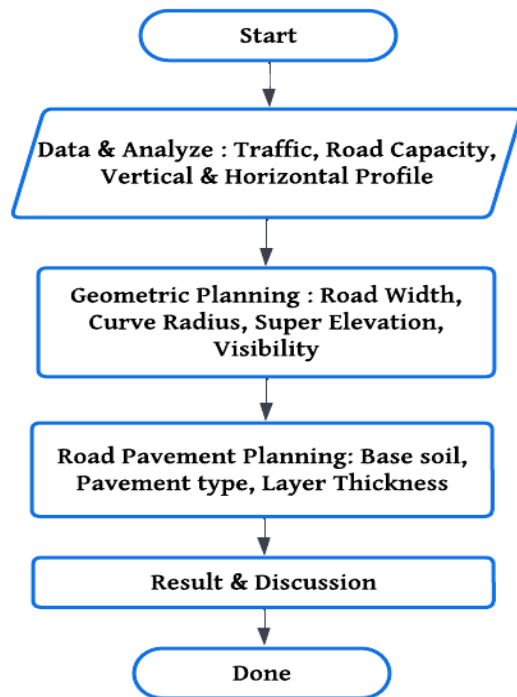 Start
Data & Analyze : Traffic, Road Capacity,
Vertical & Horizontal Profile
Geometric Planning : Road Width,
Curve Radius, Super Elevation,
Visibility
Road Pavement Planning: Base soil,
Pavement type, Layer Thickness
Result & Discussion
Done